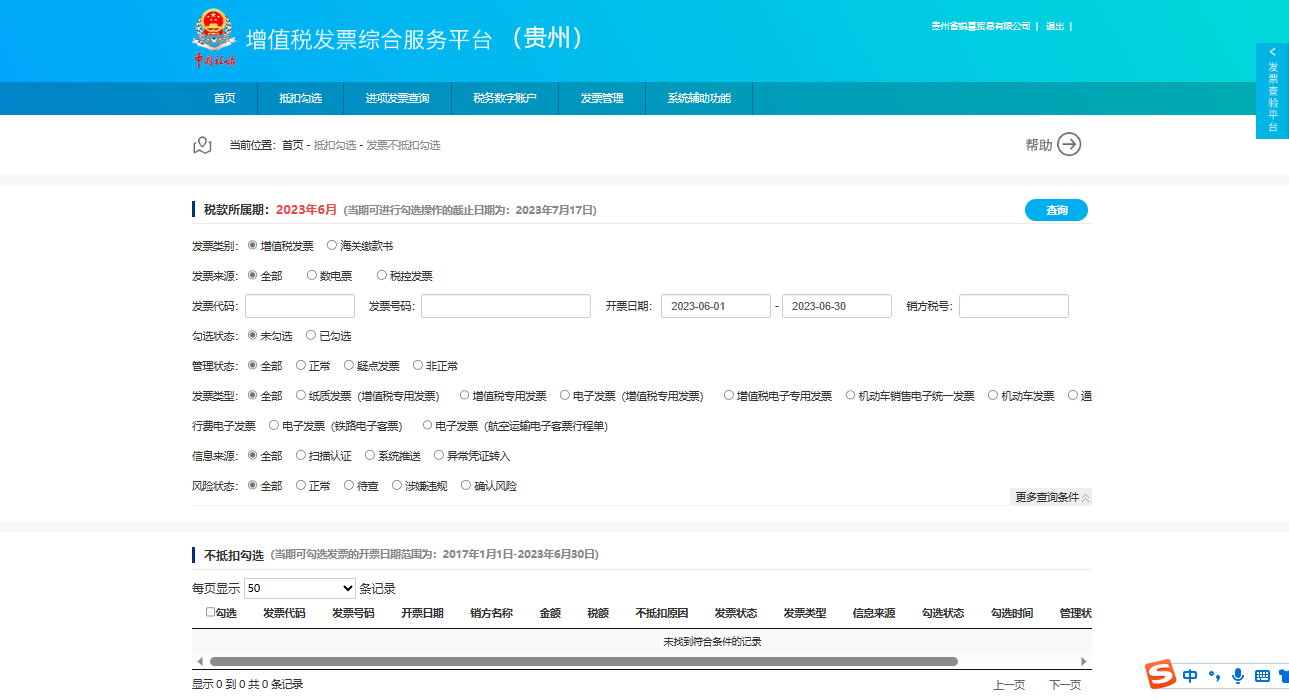 增值税发票综合服务平台 （贵州）
贵州省锦蔓贸易有限公司 | 退出 |
中国税务
< 发票查验平台
首页 抵扣勾选 进项发票查询 税务数字账户 发票管理 系统辅助功能
当前位置：首页 - 抵扣勾选 - 发票不抵扣勾选 帮助
税款所属期：2023年6月 (当期可进行勾选操作的截止日期为：2023年7月17日) 查询
发票类别: 增值税发票 海关缴款书
发票来源: 全部 数电票 税控发票
发票代码: 发票号码: 开票日期: 2023-06-01 - 2023-06-30 销方税号:
勾选状态: 未勾选 已勾选
管理状态: 全部 正常 疑点发票 非正常
发票类型: 全部 纸质发票（增值税专用发票） 增值税专用发票 电子发票（增值税专用发票） 增值税电子专用发票 机动车销售电子统一发票 机动车发票 通
行费电子发票 电子发票（铁路电子客票） 电子发票（航空运输电子客票行程单）
信息来源: 全部 扫描认证 系统推送 异常凭证转入
风险状态: 全部 正常 待查 涉嫌违规 确认风险
更多查询条件
不抵扣勾选 (当期可勾选发票的开票日期范围为：2017年1月1日-2023年6月30日)
每页显示 50 条记录
勾选 发票代码 发票号码 开票日期 销方名称 金额 税额 不抵扣原因 发票状态 发票类型 信息来源 勾选状态 勾选时间 管理状
未找到符合条件的记录
显示 0 到 0 共 0 条记录 上一页 下一页
S 中